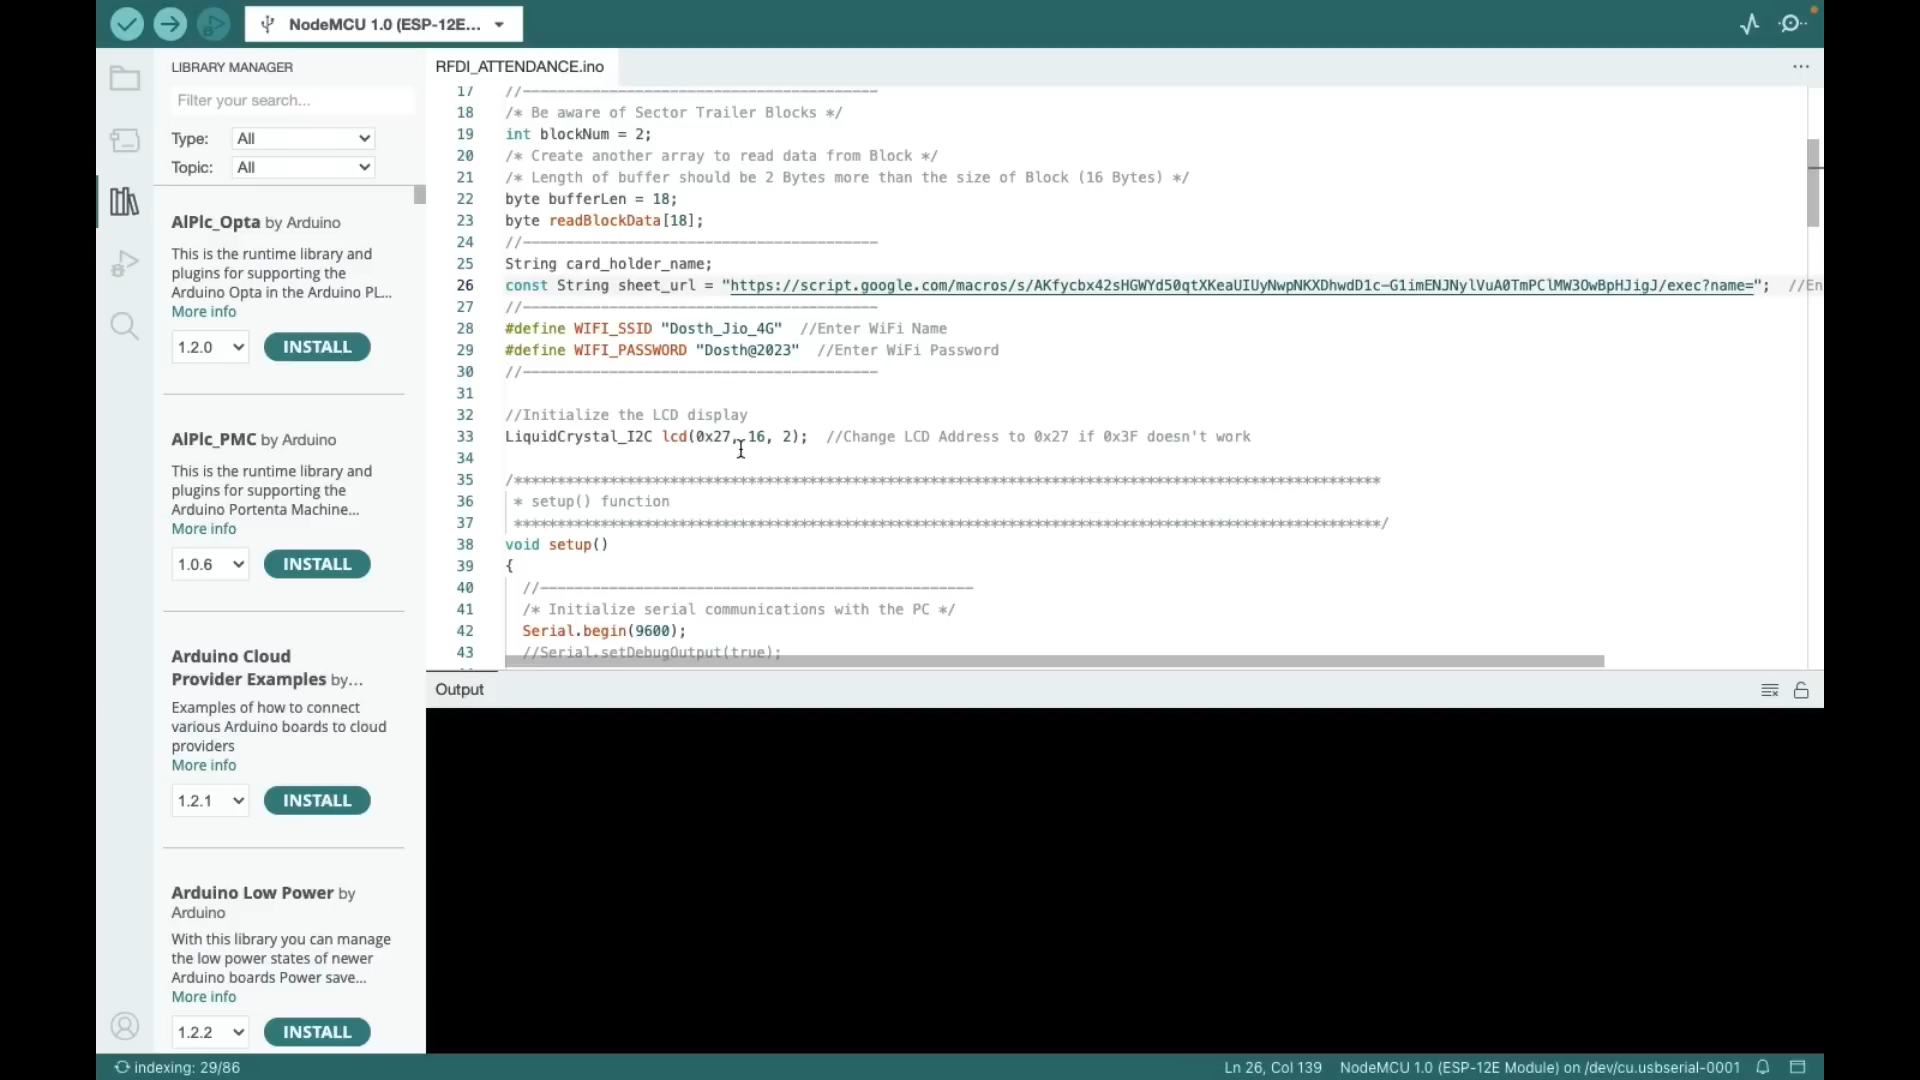 NodeMCU 1.0 (ESP-12E...
LIBRARY MANAGER
Filter your search...
Type: All
Topic: All
AlPlc_Opta by Arduino
This is the runtime library and
plugins for supporting the
Arduino Opta in the Arduino PL...
More info
1.2.0 INSTALL
AlPlc_PMC by Arduino
This is the runtime library and
plugins for supporting the
Arduino Portenta Machine...
More info
1.0.6 INSTALL
Arduino Cloud
Provider Examples by...
Examples of how to connect
various Arduino boards to cloud
providers
More info
1.2.1 INSTALL
Arduino Low Power by
Arduino
With this library you can manage
the low power states of newer
Arduino boards Power save...
More info
1.2.2 INSTALL
RFDI_ATTENDANCE.ino
17 //-----------------------------------------
18 /* Be aware of Sector Trailer Blocks */
19 int blockNum = 2;
20 /* Create another array to read data from Block */
21 /* Length of buffer should be 2 Bytes more than the size of Block (16 Bytes) */
22 byte bufferLen = 18;
23 byte readBlockData[18];
24 //-----------------------------------------
25 String card_holder_name;
26 const String sheet_url = "https://script.google.com/macros/s/AKfycbx42sHGWYd50qtXKeaUIUyNwpNKXDhwdD1c-G1imENJNylVuA0TmPClMW3OwBpHJigJ/exec?name="; //En
27 //-----------------------------------------
28 #define WIFI_SSID "Dosth_Jio_4G" //Enter WiFi Name
29 #define WIFI_PASSWORD "Dosth@2023" //Enter WiFi Password
30 //-----------------------------------------
31
32 //Initialize the LCD display
33 LiquidCrystal_I2C lcd(0x27, 16, 2); //Change LCD Address to 0x27 if 0x3F doesn't work
34
35 /****************************************************************************************************
36 * setup() function
37 ****************************************************************************************************/
38 void setup()
39 {
40 //--------------------------------------------------
41 /* Initialize serial communications with the PC */
42 Serial.begin(9600);
43 //Serial.setDebugOutput(true);
Output
indexing: 29/86
Ln 26, Col 139 NodeMCU 1.0 (ESP-12E Module) on /dev/cu.usbserial-0001